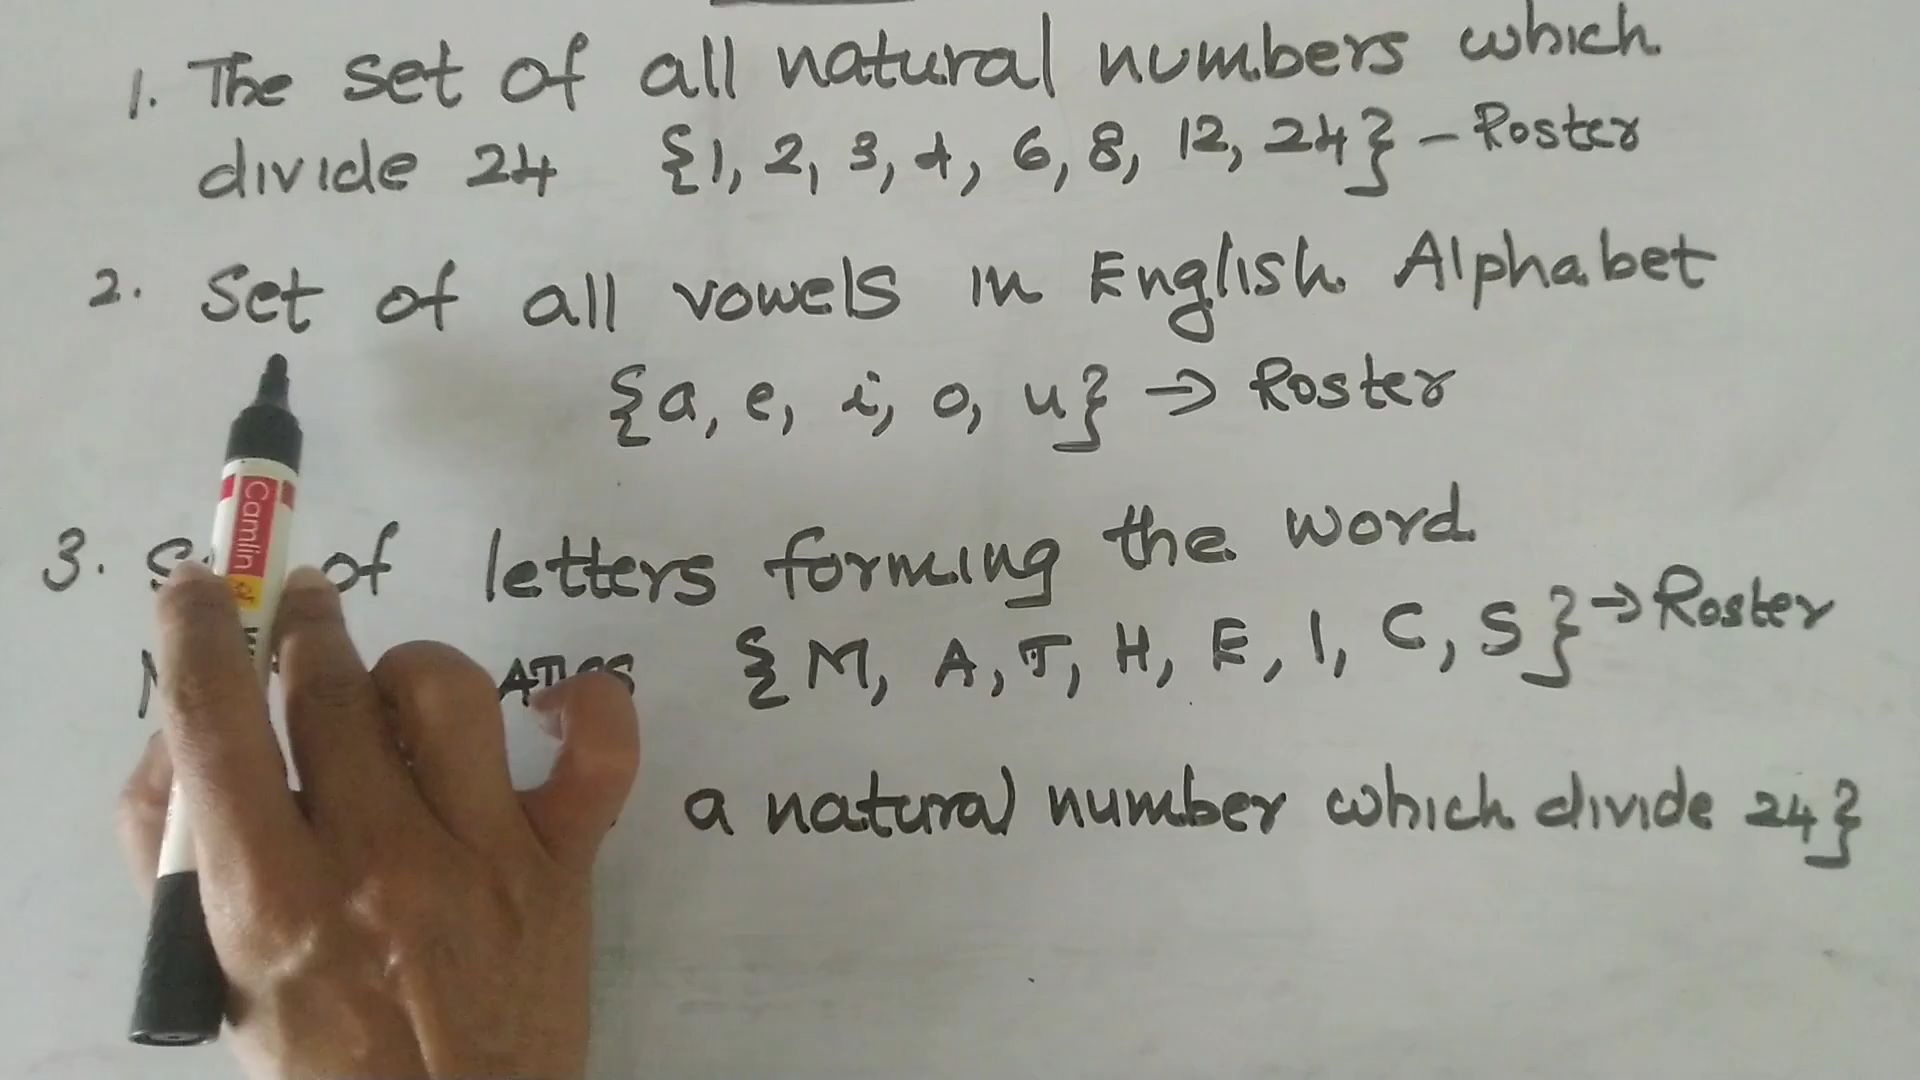 1. The set of all natural numbers which
divide 24 {1, 2, 3, 4, 6, 8, 12, 24} – Roster
2. Set of all vowels in English Alphabet
{a, e, i, o, u} → Roster
Camlin
3. of letters forming the word
{M, A, T, H, E, I, C, S} → Roster
a natural number which divide 24}